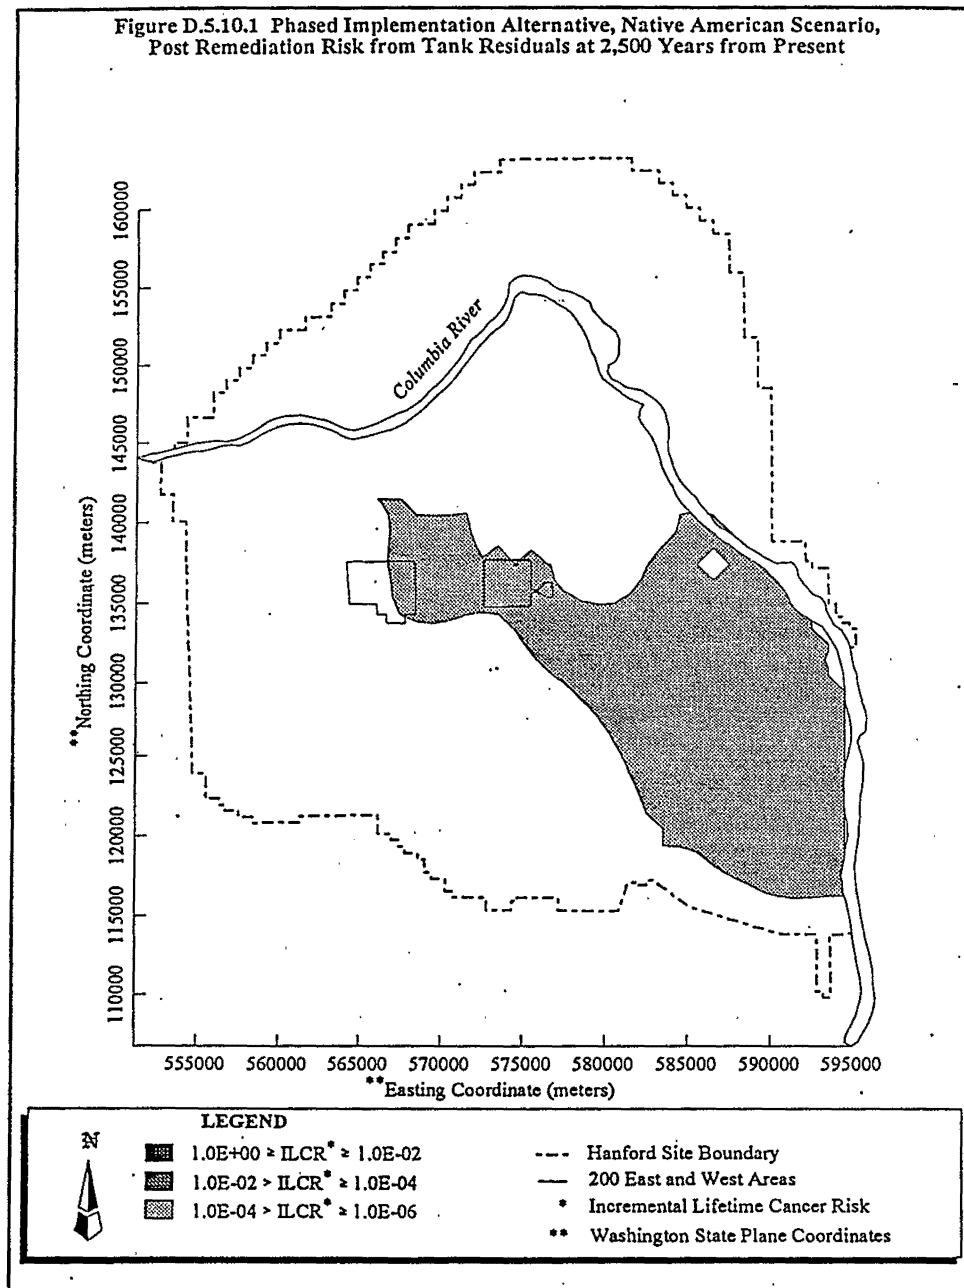 Figure D.5.10.1 Phased Implementation Alternative, Native American Scenario,
Post Remediation Risk from Tank Residuals at 2,500 Years from Present
160000
155000
150000
145000
140000
135000
130000
125000
120000
115000
110000
**Northing Coordinate (meters)
Columbia River
555000 560000 565000 570000 575000 580000 585000 590000 595000
**Easting Coordinate (meters)
LEGEND
N
1.0E+00 ≥ ILCR* ≥ 1.0E-02
1.0E-02 > ILCR* ≥ 1.0E-04
1.0E-04 > ILCR* ≥ 1.0E-06
Hanford Site Boundary
200 East and West Areas
* Incremental Lifetime Cancer Risk
** Washington State Plane Coordinates